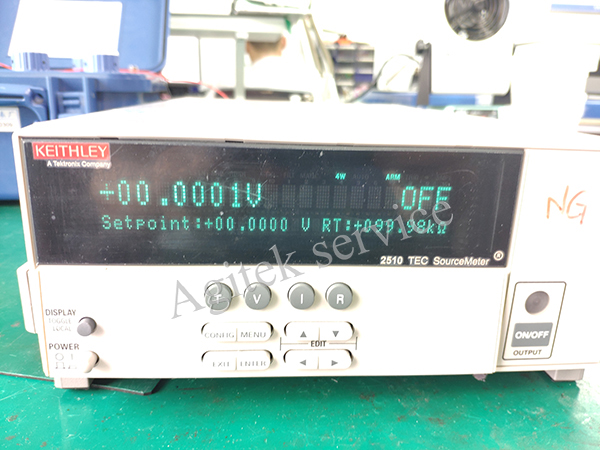 KEITHLEY
A Tektronix Company
4W ARM
+00.0001V OFF
Setpoint:+00.0000 V RT:+099.98kΩ
2510 TEC SourceMeter ®
NG
T V I R
DISPLAY
TOGGLE
LOCAL
CONFIG MENU
EDIT
POWER
EXIT ENTER
ON/OFF
OUTPUT
Agitek service